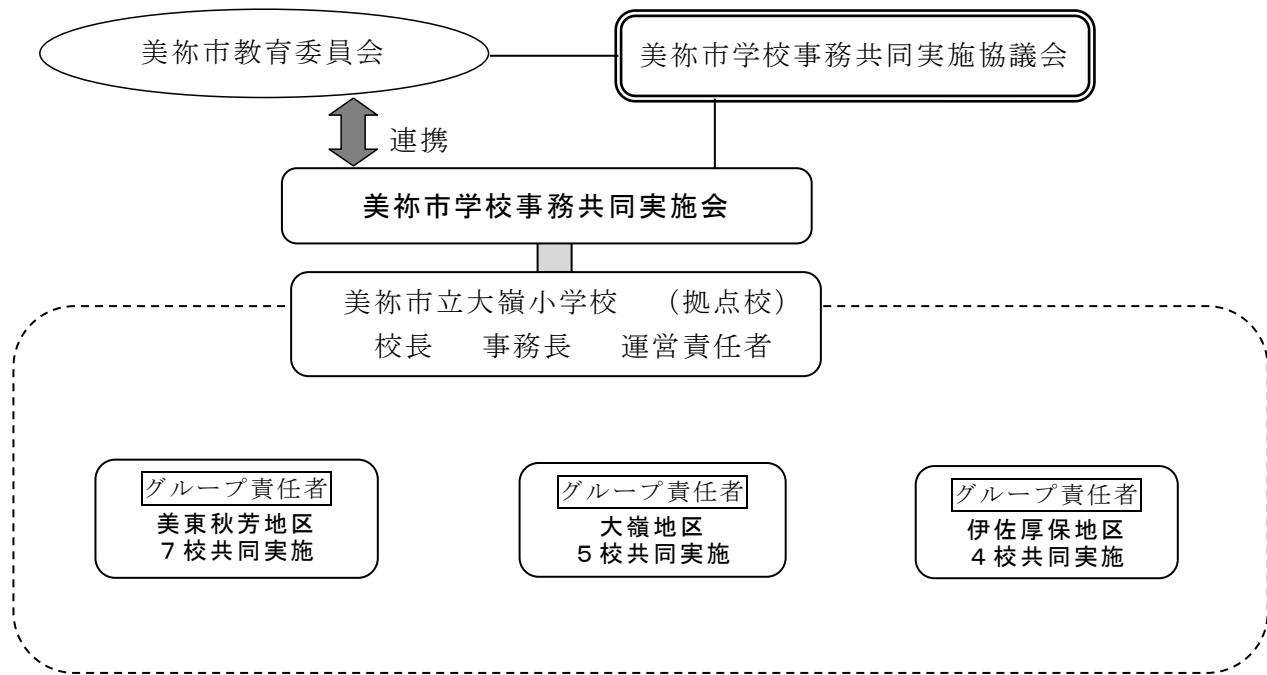 美祢市教育委員会
美祢市学校事務共同実施協議会
連携
美祢市学校事務共同実施会
美祢市立大嶺小学校 (拠点校)
校長 事務長 運営責任者
グループ責任者
美東秋芳地区
7校共同実施
グループ責任者
大嶺地区
5校共同実施
グループ責任者
伊佐厚保地区
4校共同実施